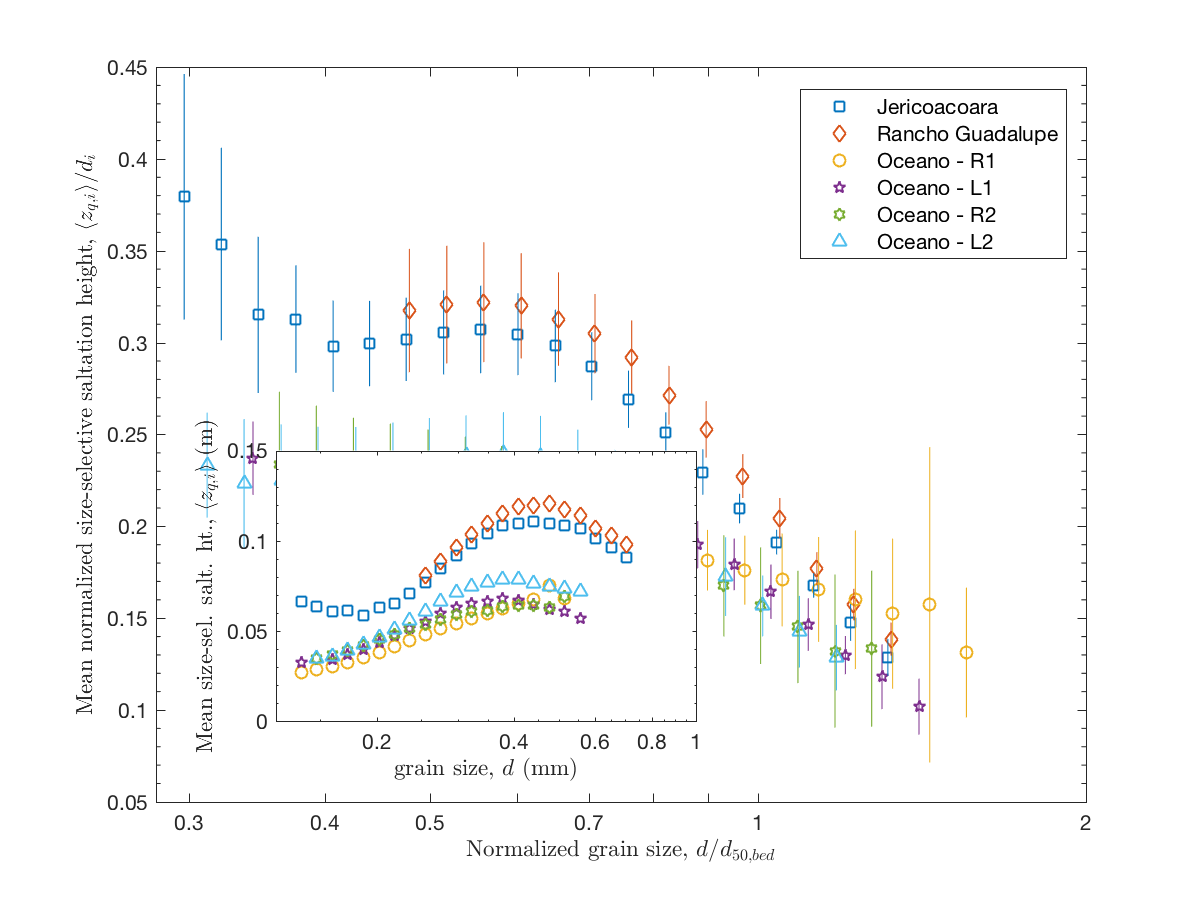 0.45
0.4
0.35
0.3
0.25
0.2
0.15
0.1
0.05
Mean normalized size-selective saltation height, ⟨z_{q,i}⟩/d_i
0.3
0.4
0.5
0.7
1
2
Normalized grain size, d/d_{50,bed}
Jericoacoara
Rancho Guadalupe
Oceano - R1
Oceano - L1
Oceano - R2
Oceano - L2
0.15
0.1
0.05
0
Mean size-sel. salt. ht., ⟨z_{q,i}⟩ (m)
0.2
0.4
0.6
0.8
1
grain size, d (mm)